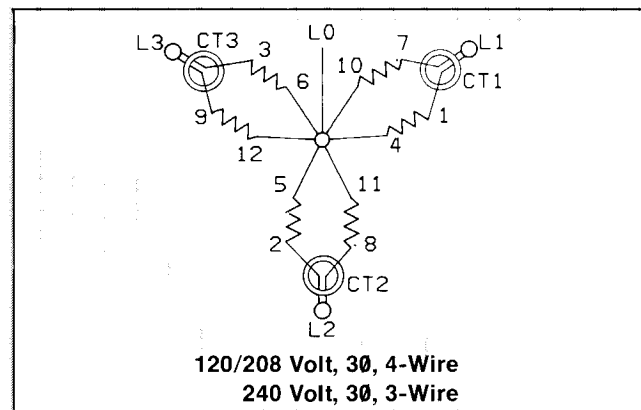 L0
L3
CT3
3
7
L1
6
10
CT1
9
1
12
4
5
11
2
8
CT2
L2
120/208 Volt, 3Ø, 4-Wire
240 Volt, 3Ø, 3-Wire